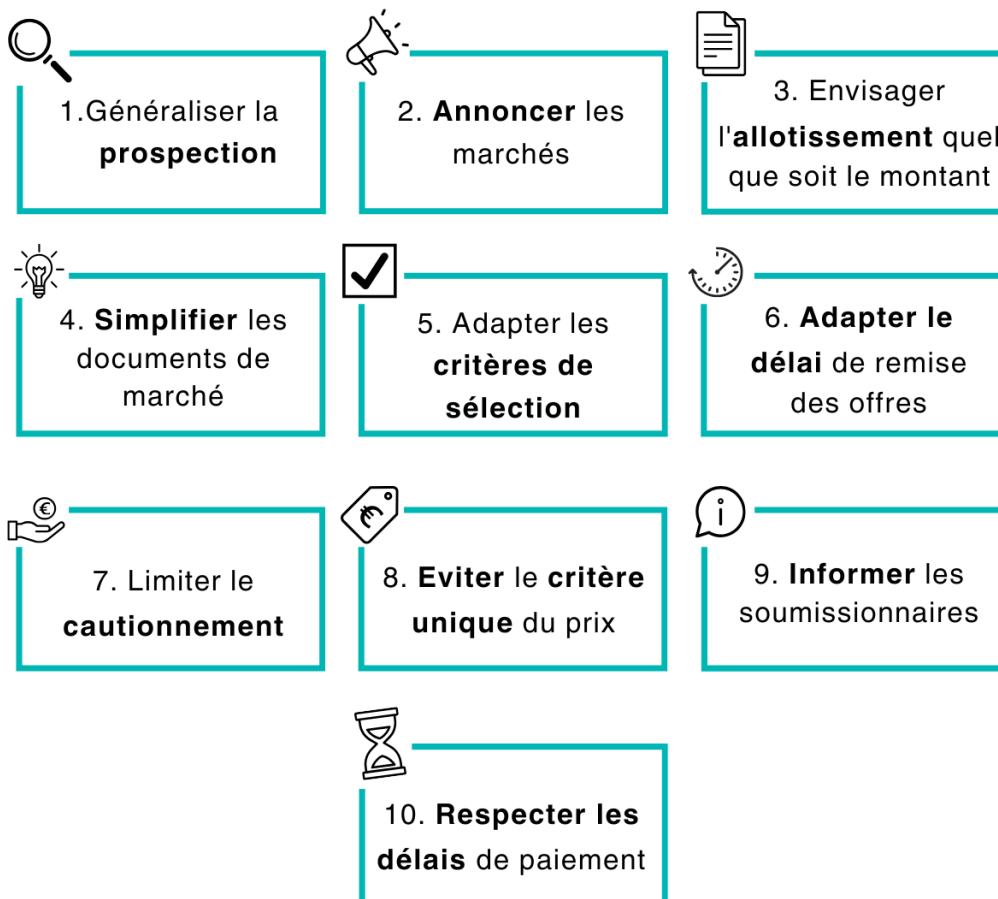 1.Généraliser la
prospection
2. Annoncer les
marchés
3. Envisager
l'allotissement quel
que soit le montant
4. Simplifier les
documents de
marché
5. Adapter les
critères de
sélection
6. Adapter le
délai de remise
des offres
7. Limiter le
cautionnement
8. Eviter le critère
unique du prix
9. Informer les
soumissionnaires
10. Respecter les
délais de paiement